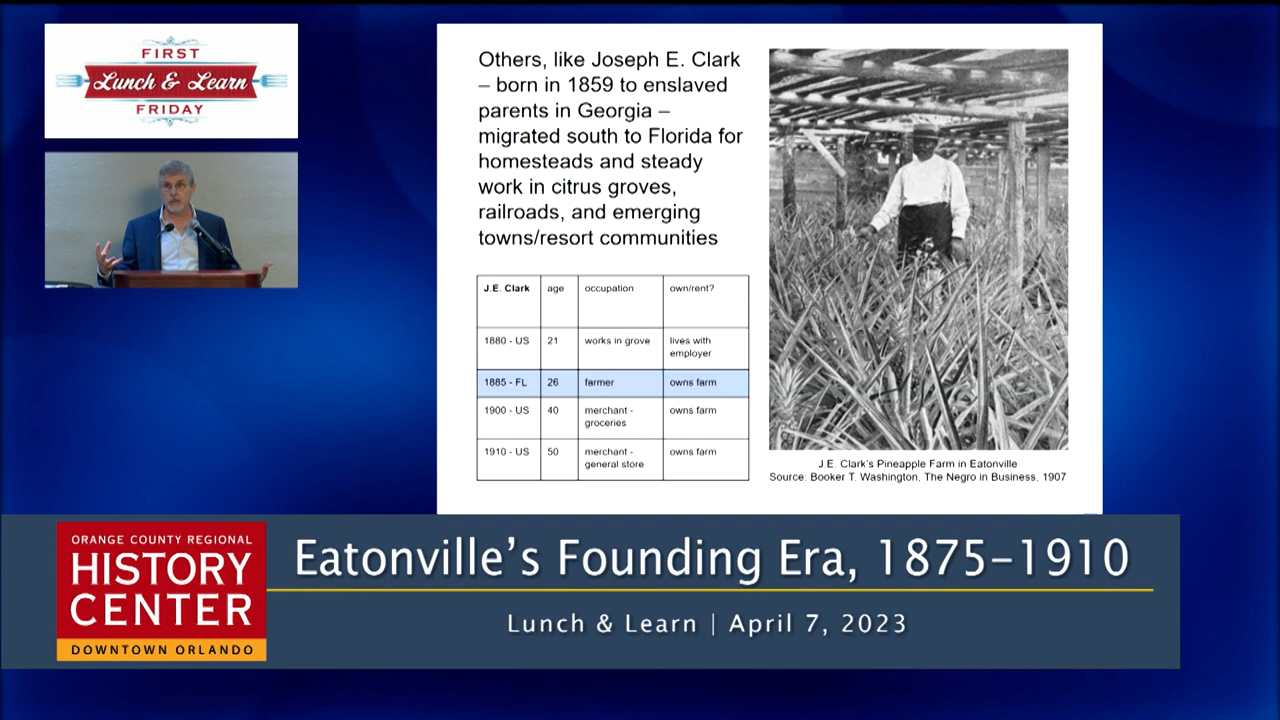 FIRST
Lunch & Learn
FRIDAY
Others, like Joseph E. Clark
– born in 1859 to enslaved
parents in Georgia –
migrated south to Florida for
homesteads and steady
work in citrus groves,
railroads, and emerging
towns/resort communities
J.E. Clark age occupation own/rent?
1880 - US 21 works in grove lives with
employer
1885 - FL 26 farmer owns farm
1900 - US 40 merchant - owns farm
groceries
1910 - US 50 merchant - owns farm
general store
J.E. Clark's Pineapple Farm in Eatonville
Source: Booker T. Washington, The Negro in Business, 1907
ORANGE COUNTY REGIONAL
HISTORY
CENTER
DOWNTOWN ORLANDO
Eatonville's Founding Era, 1875–1910
Lunch & Learn | April 7, 2023